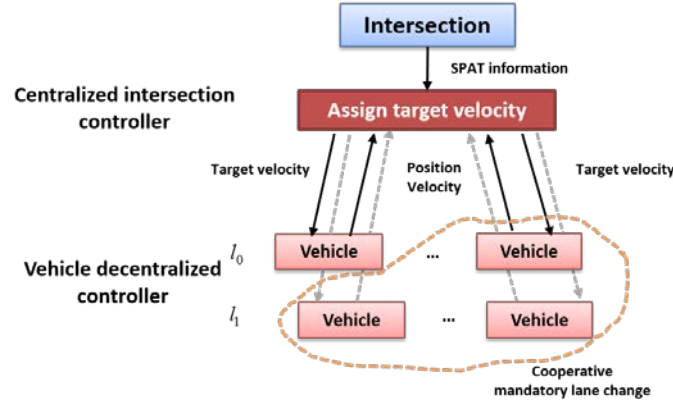 Intersection
SPAT information
Centralized intersection
controller
Assign target velocity
Target velocity
Position
Velocity
Target velocity
Vehicle decentralized
controller
l0
Vehicle
...
Vehicle
l1
Vehicle
...
Vehicle
Cooperative
mandatory lane change